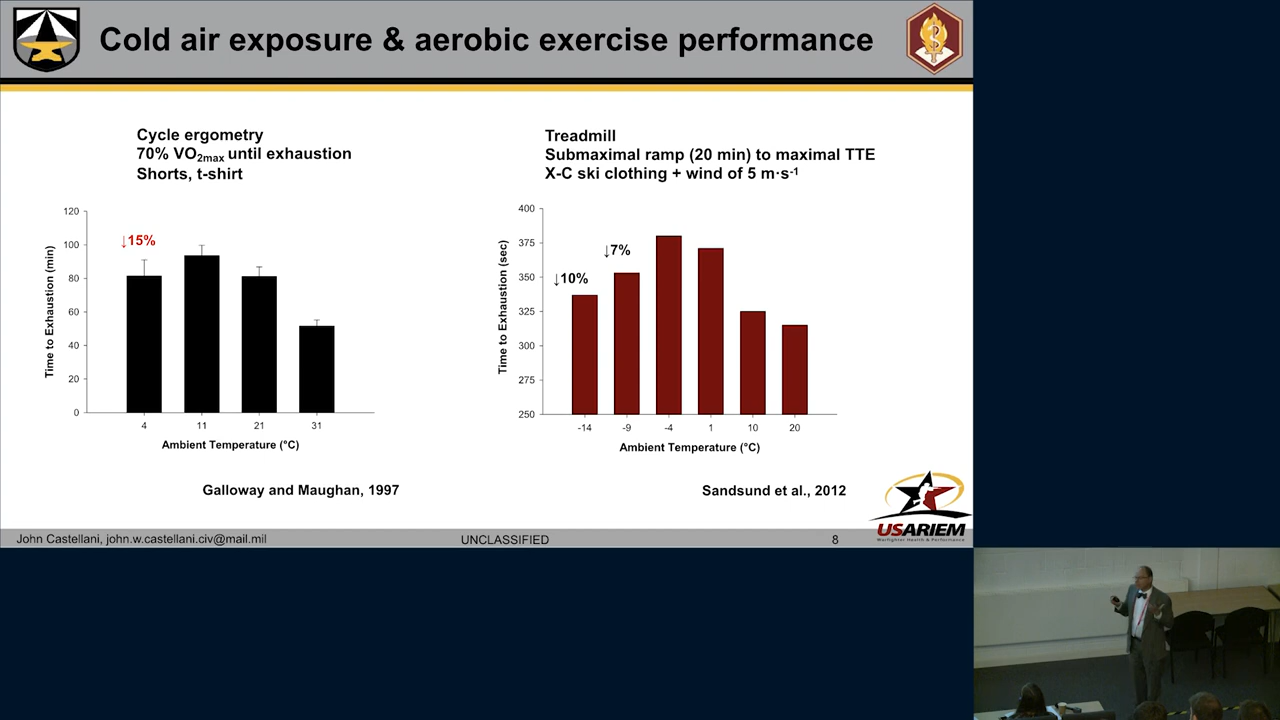 Cold air exposure & aerobic exercise performance
Cycle ergometry
70% VO2max until exhaustion
Shorts, t-shirt
120
100
80
60
40
20
0
Time to Exhaustion (min)
↓15%
4 11 21 31
Ambient Temperature (°C)
Galloway and Maughan, 1997
Treadmill
Submaximal ramp (20 min) to maximal TTE
X-C ski clothing + wind of 5 m·s-1
400
375
350
325
300
275
250
Time to Exhaustion (sec)
↓10%
↓7%
-14 -9 -4 1 10 20
Ambient Temperature (°C)
Sandsund et al., 2012
USARIEM
Warfighter Health & Performance
John Castellani, john.w.castellani.civ@mail.mil
UNCLASSIFIED
8